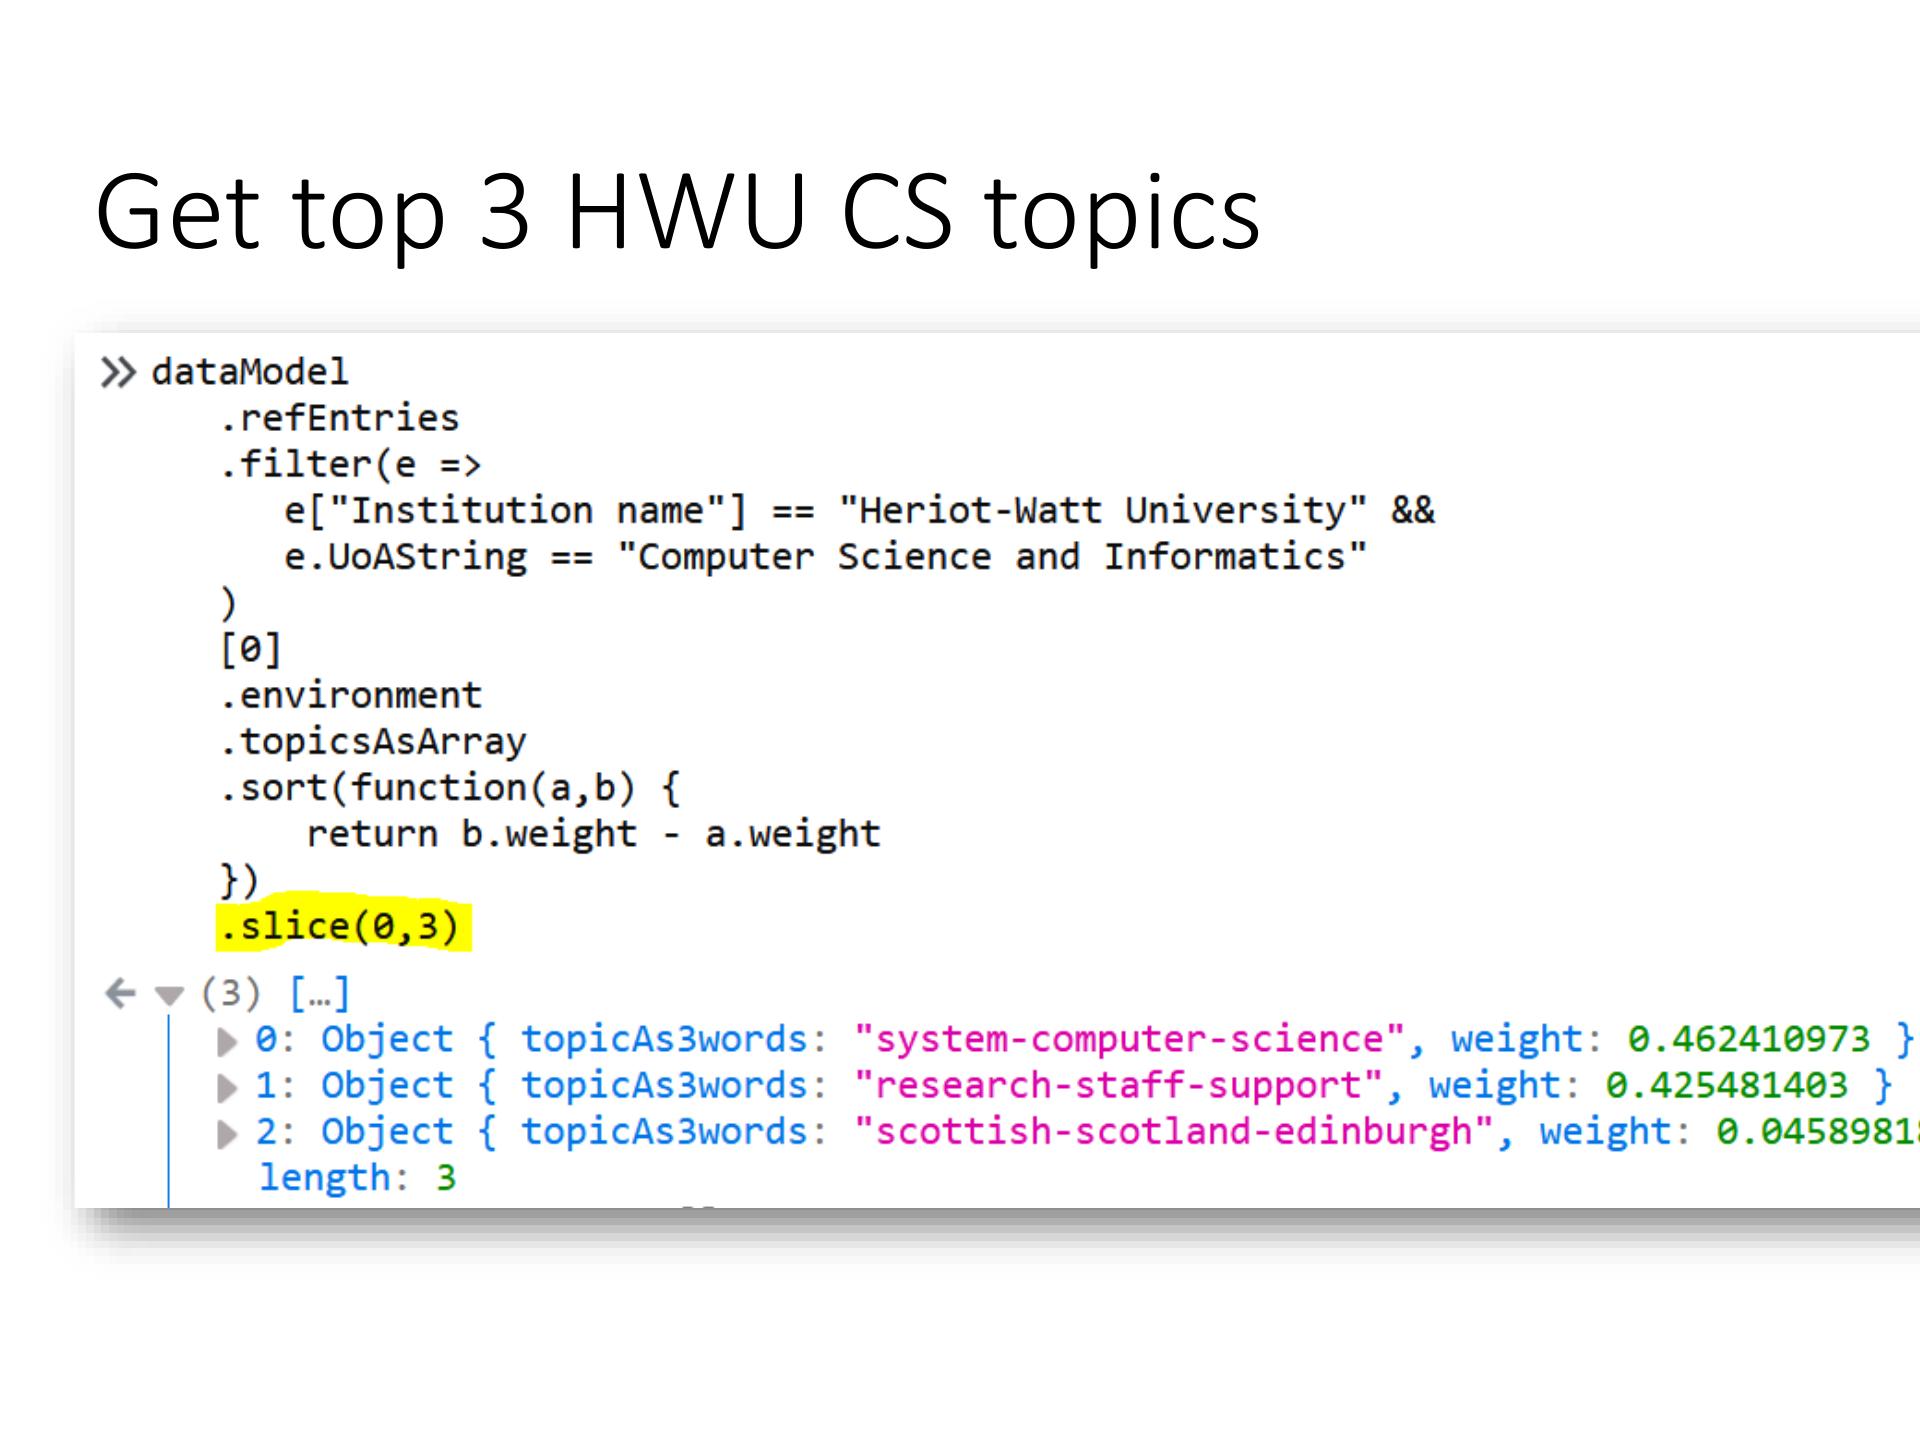 Get top 3 HWU CS topics
dataModel
.refEntries
.filter(e =>
e["Institution name"] == "Heriot-Watt University" &&
e.UoAString == "Computer Science and Informatics"
)
[0]
.environment
.topicsAsArray
.sort(function(a,b) {
return b.weight - a.weight
})
.slice(0,3)
(3) […]
0: Object { topicAs3words: "system-computer-science", weight: 0.462410973 }
1: Object { topicAs3words: "research-staff-support", weight: 0.425481403 }
2: Object { topicAs3words: "scottish-scotland-edinburgh", weight: 0.0458981
length: 3